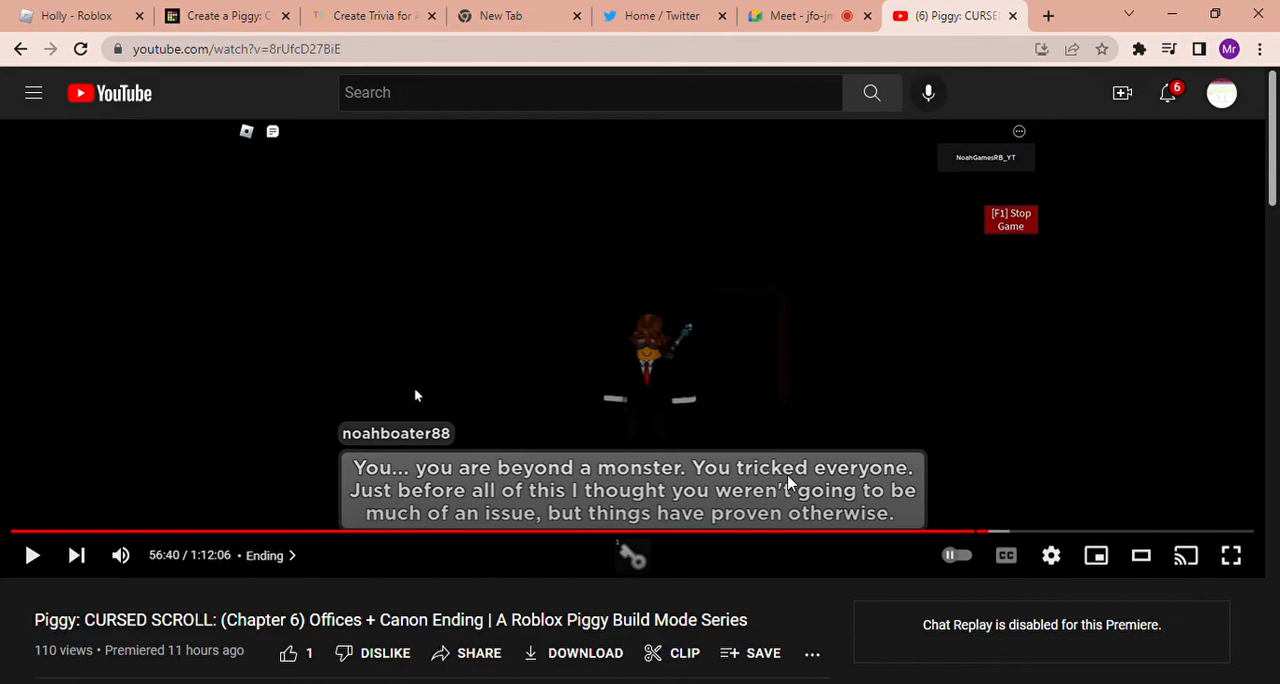 Holly - Roblox
Create a Piggy: C
Create Trivia for A
New Tab
Home / Twitter
Meet - jfo-jn
(6) Piggy: CURSE
youtube.com/watch?v=8rUfcD27BiE
Mr
YouTube
Search
6
NoahGamesRB_YT
[F1] Stop
Game
noahboater88
You... you are beyond a monster. You tricked everyone.
Just before all of this I thought you weren't going to be
much of an issue, but things have proven otherwise.
56:40 / 1:12:06 • Ending
1
CC
Piggy: CURSED SCROLL: (Chapter 6) Offices + Canon Ending | A Roblox Piggy Build Mode Series
110 views • Premiered 11 hours ago
1
DISLIKE
SHARE
DOWNLOAD
CLIP
SAVE
Chat Replay is disabled for this Premiere.